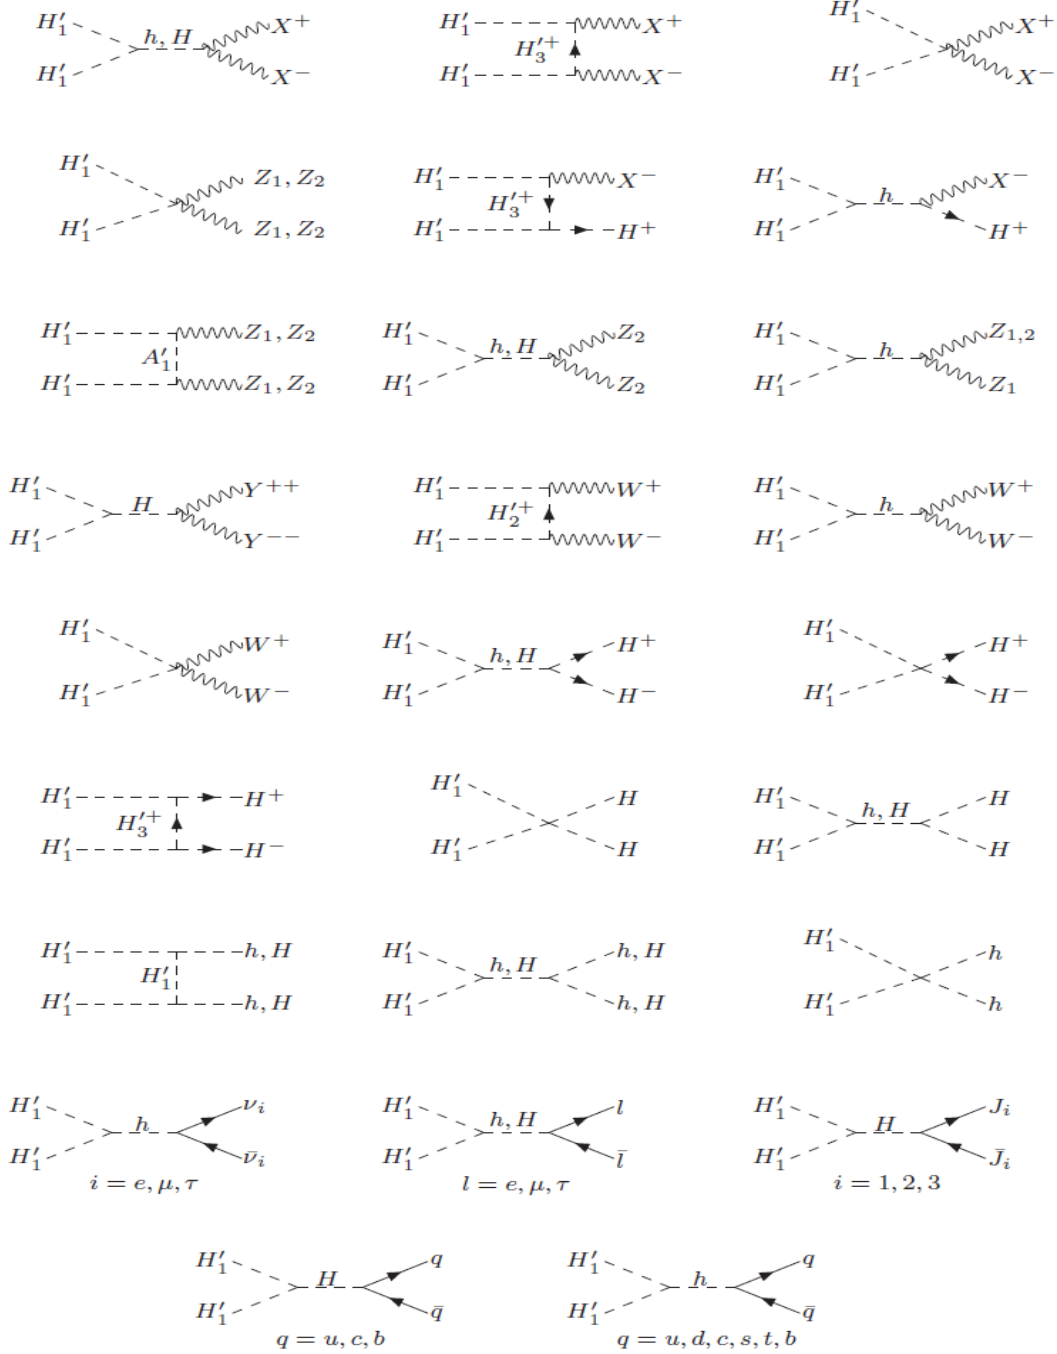 H′₁ h, H X⁺ H′₁ X⁺ H′₁ X⁺
H′₃⁺
H′₁ X⁻ H′₁ X⁻ H′₁ X⁻
H′₁ Z₁, Z₂ H′₁ X⁻ H′₁ X⁻
H′₃⁺ h
H′₁ Z₁, Z₂ H′₁ H⁺ H′₁ H⁺
H′₁ Z₁, Z₂ H′₁ Z₂ H′₁ Z₁,₂
A′₁ h, H h
H′₁ Z₁, Z₂ H′₁ Z₂ H′₁ Z₁
H′₁ Y⁺⁺ H′₁ W⁺ H′₁ W⁺
H H′₂⁺ h
H′₁ Y⁻⁻ H′₁ W⁻ H′₁ W⁻
H′₁ W⁺ H′₁ H⁺ H′₁ H⁺
h, H
H′₁ W⁻ H′₁ H⁻ H′₁ H⁻
H′₁ H⁺ H′₁ H H′₁ H
H′₃⁺ h, H
H′₁ H⁻ H′₁ H H′₁ H
H′₁ h, H H′₁ h, H H′₁ h
H′₁ h, H
H′₁ h, H H′₁ h, H H′₁ h
H′₁ νᵢ H′₁ l H′₁ Jᵢ
h h, H H
H′₁ ν̄ᵢ H′₁ l̄ H′₁ J̄ᵢ
i = e, μ, τ l = e, μ, τ i = 1, 2, 3
H′₁ q H′₁ q
H h
H′₁ q̄ H′₁ q̄
q = u, c, b q = u, d, c, s, t, b